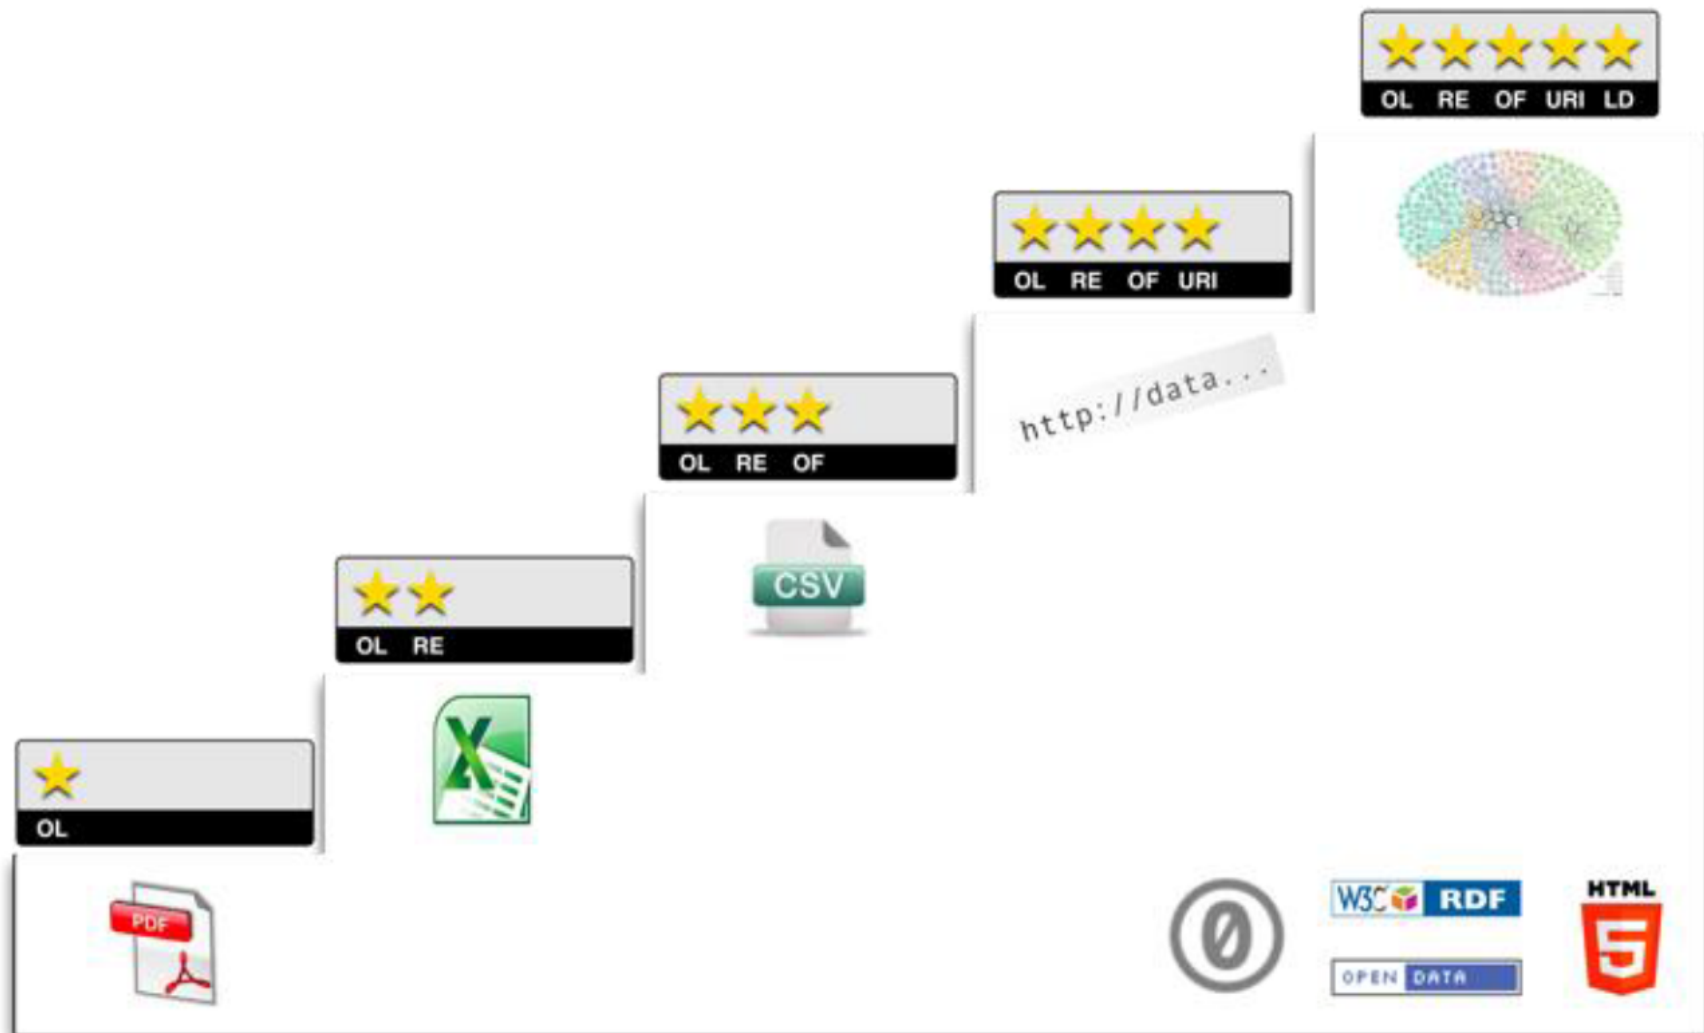 OL RE OF URI LD
OL RE OF URI
http://data...
OL RE OF
CSV
OL RE
X
OL
PDF
0
W3C RDF
OPEN DATA
HTML
5